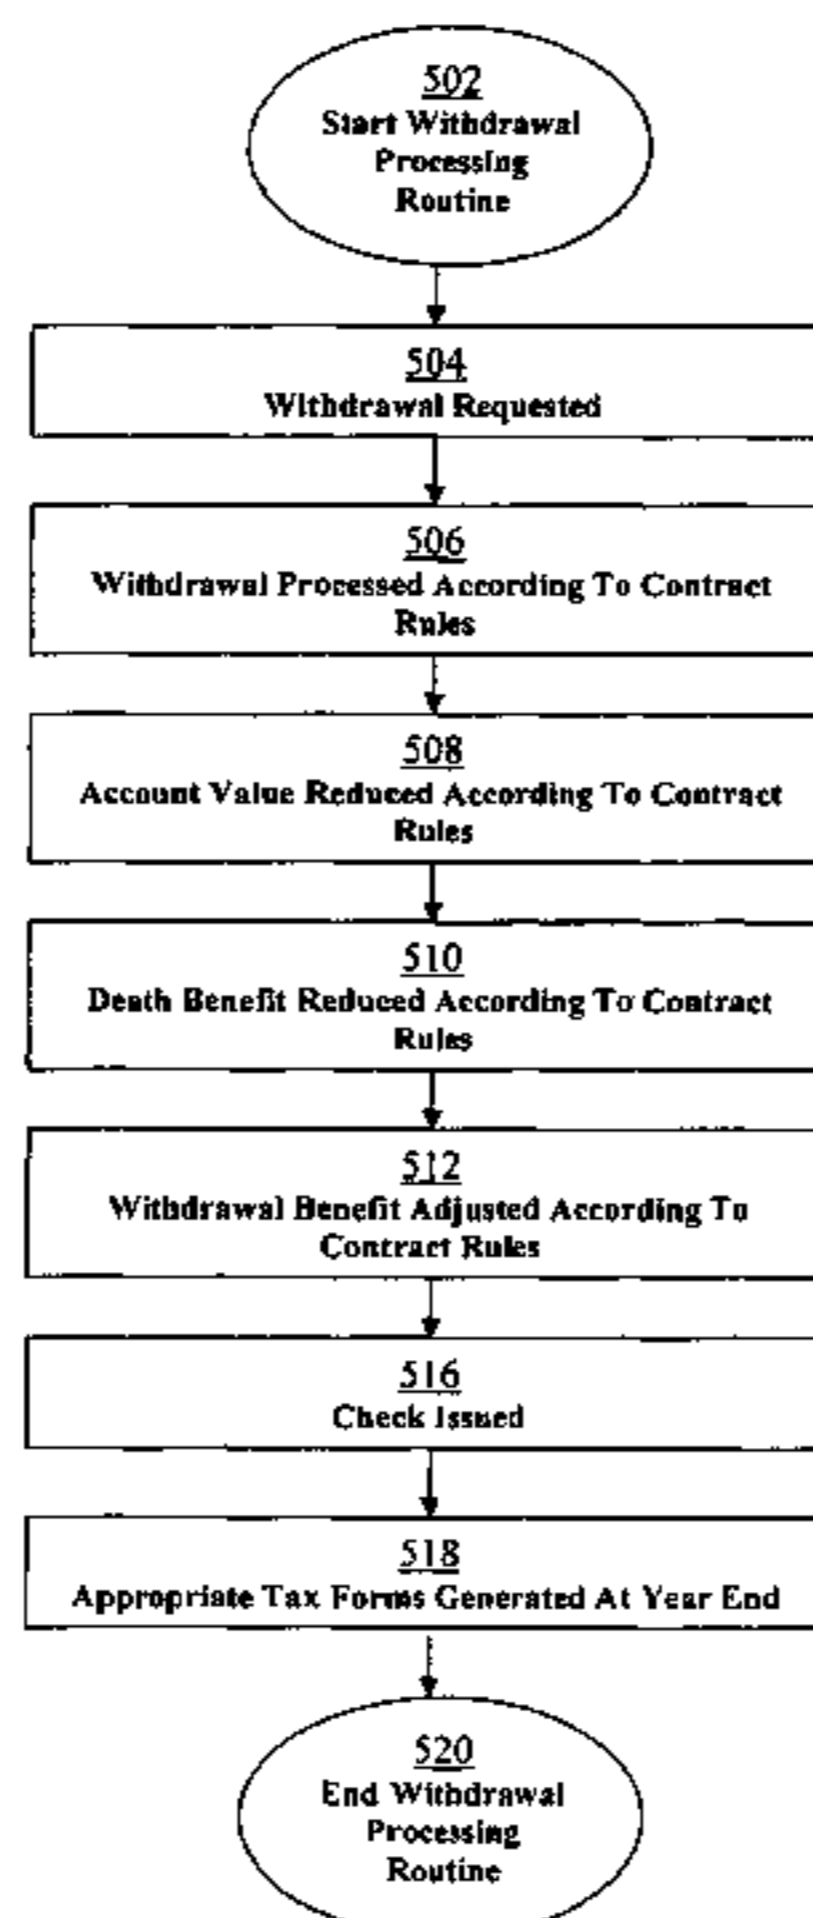 502
Start Withdrawal
Processing
Routine
504
Withdrawal Requested
506
Withdrawal Processed According To Contract
Rules
508
Account Value Reduced According To Contract
Rules
510
Death Benefit Reduced According To Contract
Rules
512
Withdrawal Benefit Adjusted According To
Contract Rules
516
Check Issued
518
Appropriate Tax Forms Generated At Year End
520
End Withdrawal
Processing
Routine